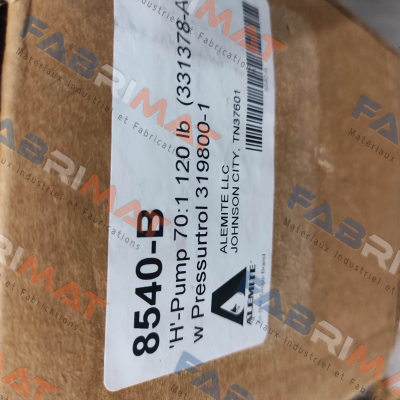 8540-B
'H'-Pump 70:1 120 lb (331378-A
w Pressurtrol 319800-1
ALEMITE LLC
JOHNSON CITY, TN37601
ALEMITE®
Brand
FABRIMAT
Matériaux Industriel et Fabrications